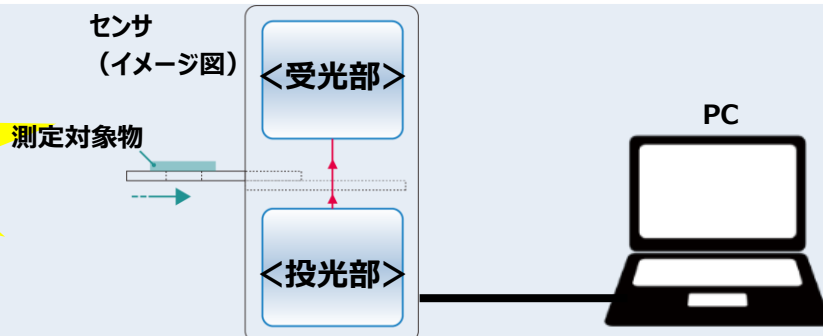 センサ
（イメージ図）
＜受光部＞
測定対象物
PC
＜投光部＞